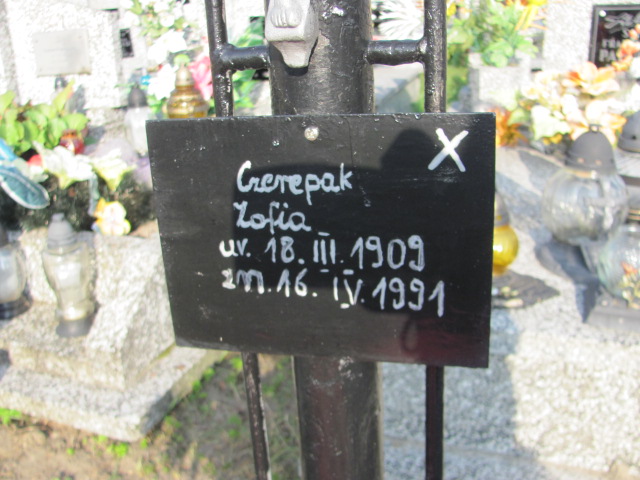 X
Czerepak
Zofia
ur. 18. III. 1909
zm. 16. IV. 1991